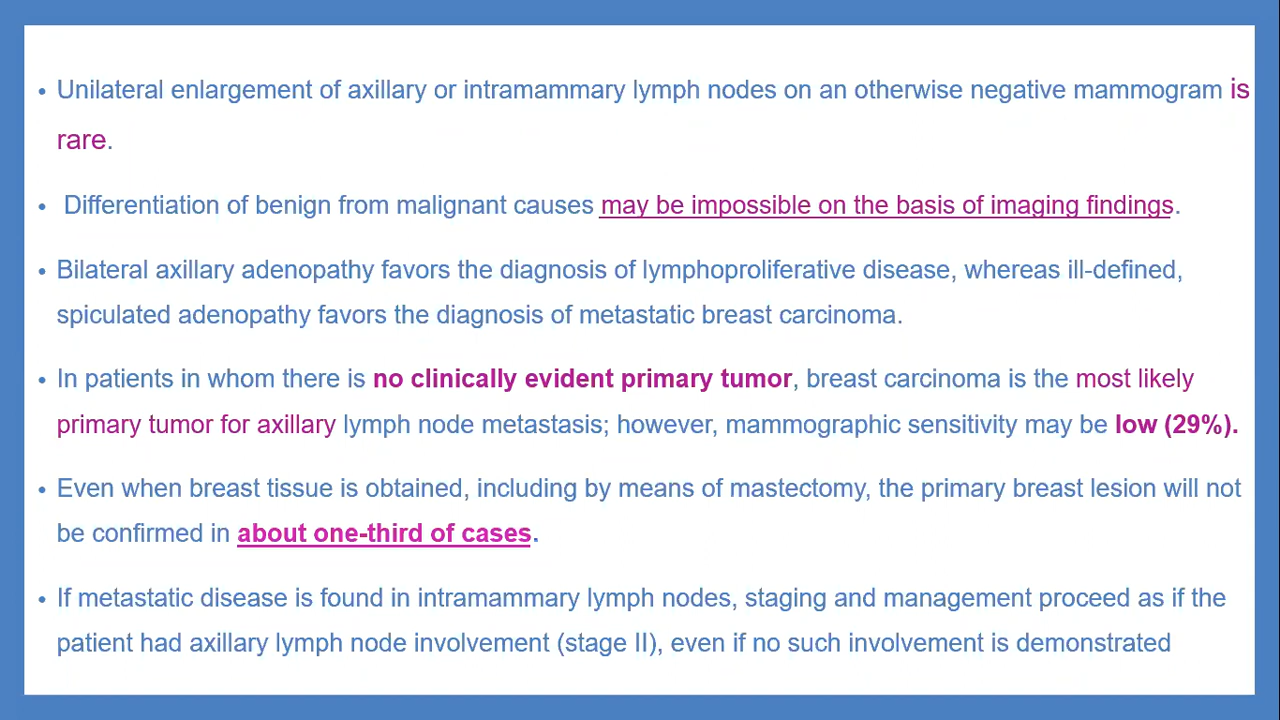 • Unilateral enlargement of axillary or intramammary lymph nodes on an otherwise negative mammogram is
rare.
• Differentiation of benign from malignant causes may be impossible on the basis of imaging findings.
• Bilateral axillary adenopathy favors the diagnosis of lymphoproliferative disease, whereas ill-defined,
spiculated adenopathy favors the diagnosis of metastatic breast carcinoma.
• In patients in whom there is no clinically evident primary tumor, breast carcinoma is the most likely
primary tumor for axillary lymph node metastasis; however, mammographic sensitivity may be low (29%).
• Even when breast tissue is obtained, including by means of mastectomy, the primary breast lesion will not
be confirmed in about one-third of cases.
• If metastatic disease is found in intramammary lymph nodes, staging and management proceed as if the
patient had axillary lymph node involvement (stage II), even if no such involvement is demonstrated